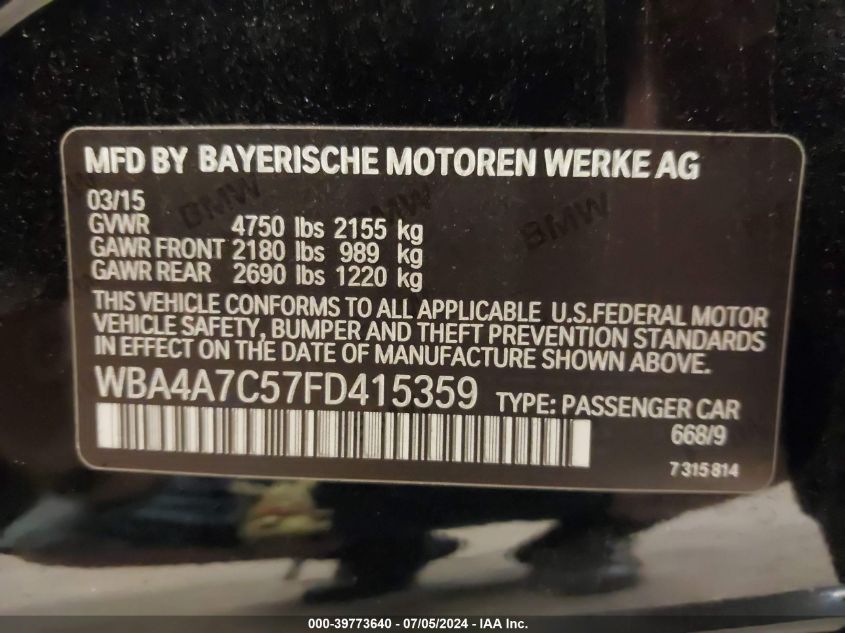 MFD BY BAYERISCHE MOTOREN WERKE AG
03/15
GVWR 4750 lbs 2155 kg
GAWR FRONT 2180 lbs 989 kg
GAWR REAR 2690 lbs 1220 kg
THIS VEHICLE CONFORMS TO ALL APPLICABLE U.S.FEDERAL MOTOR
VEHICLE SAFETY, BUMPER AND THEFT PREVENTION STANDARDS
IN EFFECT ON THE DATE OF MANUFACTURE SHOWN ABOVE.
WBA4A7C57FD415359 TYPE: PASSENGER CAR
668/9
7 315 814
BMW
BMW
000-39773640 - 07/05/2024 - IAA Inc.